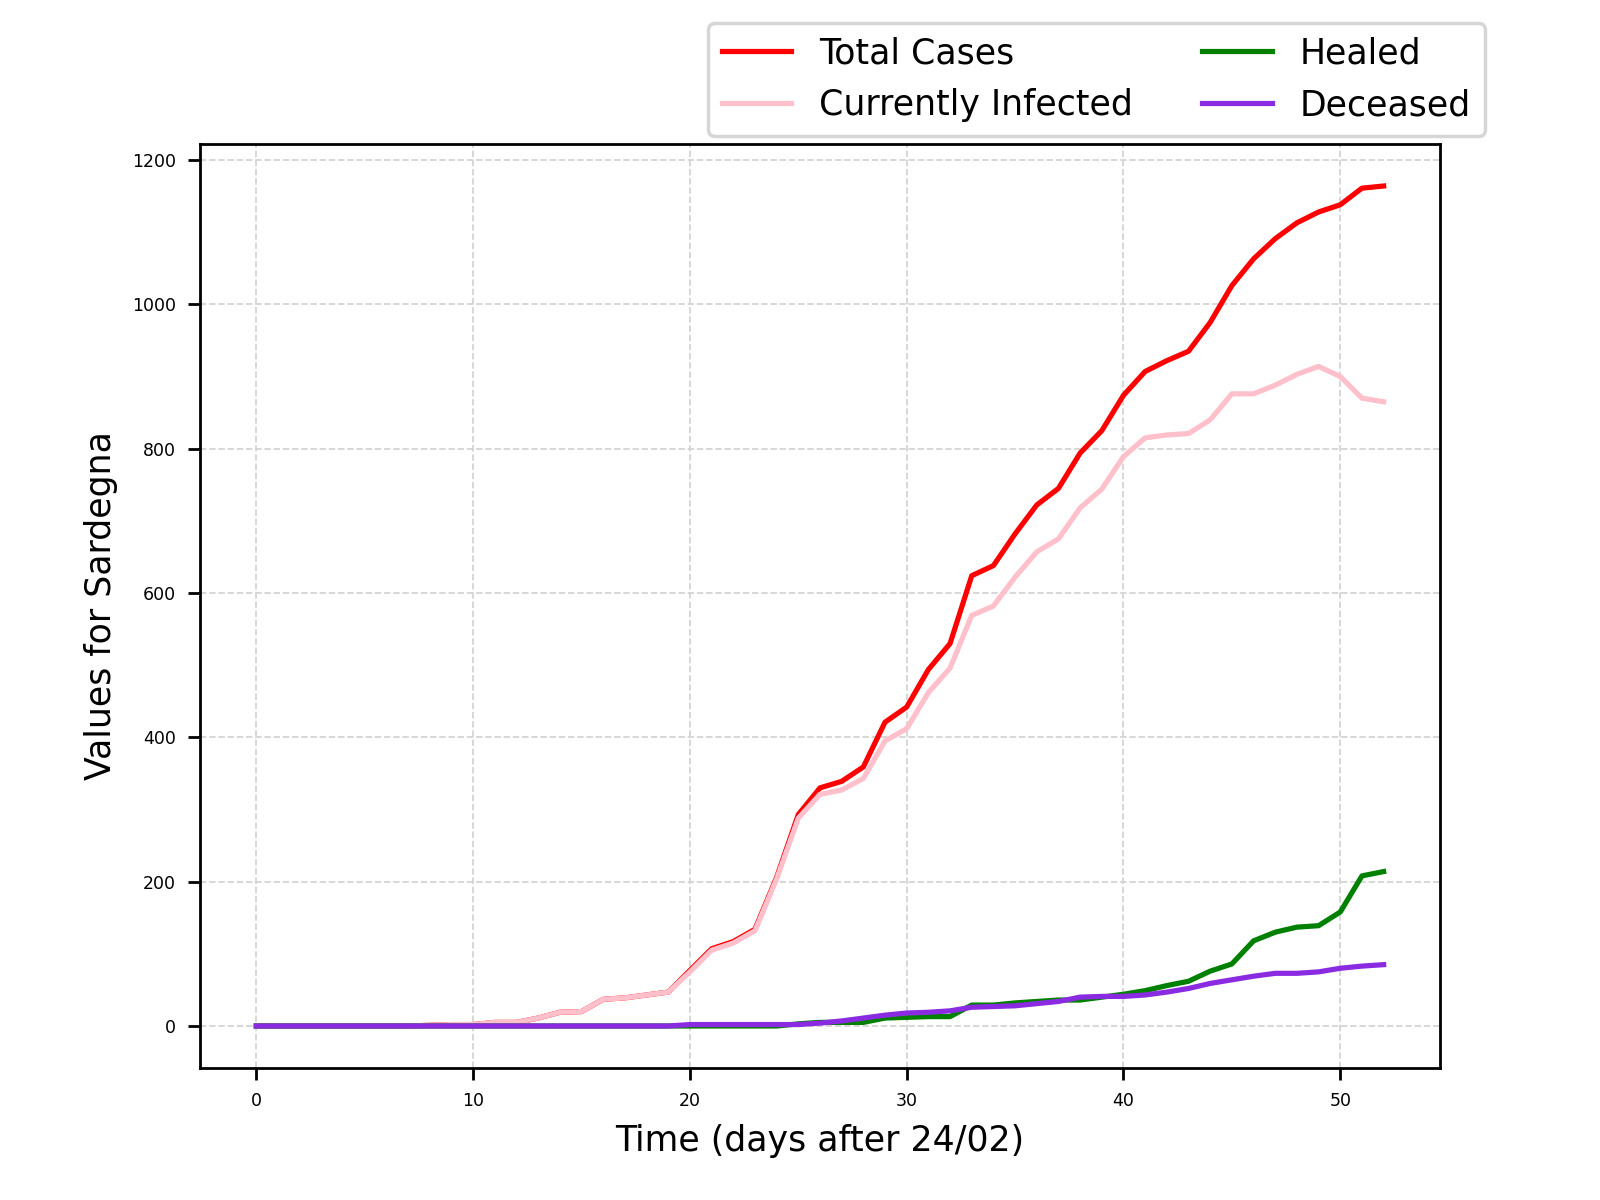 Total Cases Healed
Currently Infected Deceased
1200
1000
800
600
400
200
0
Values for Sardegna
0 10 20 30 40 50
Time (days after 24/02)